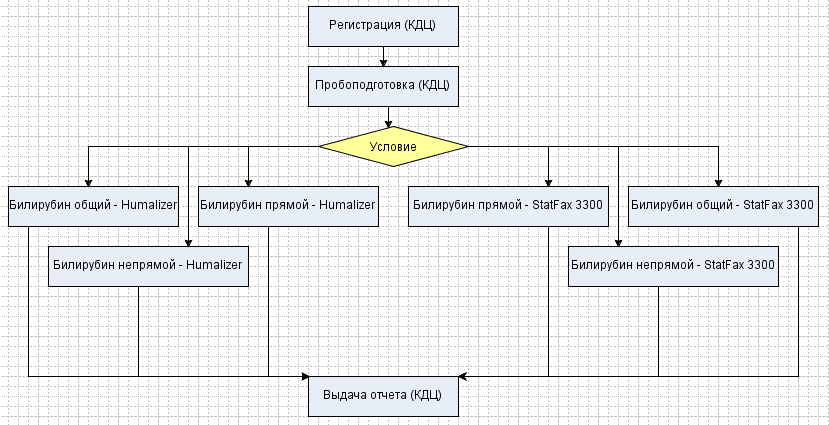 Регистрация (КДЦ)
Пробоподготовка (КДЦ)
Условие
Билирубин общий - Humalizer
Билирубин прямой - Humalizer
Билирубин прямой - StatFax 3300
Билирубин общий - StatFax 3300
Билирубин непрямой - Humalizer
Билирубин непрямой - StatFax 3300
Выдача отчета (КДЦ)